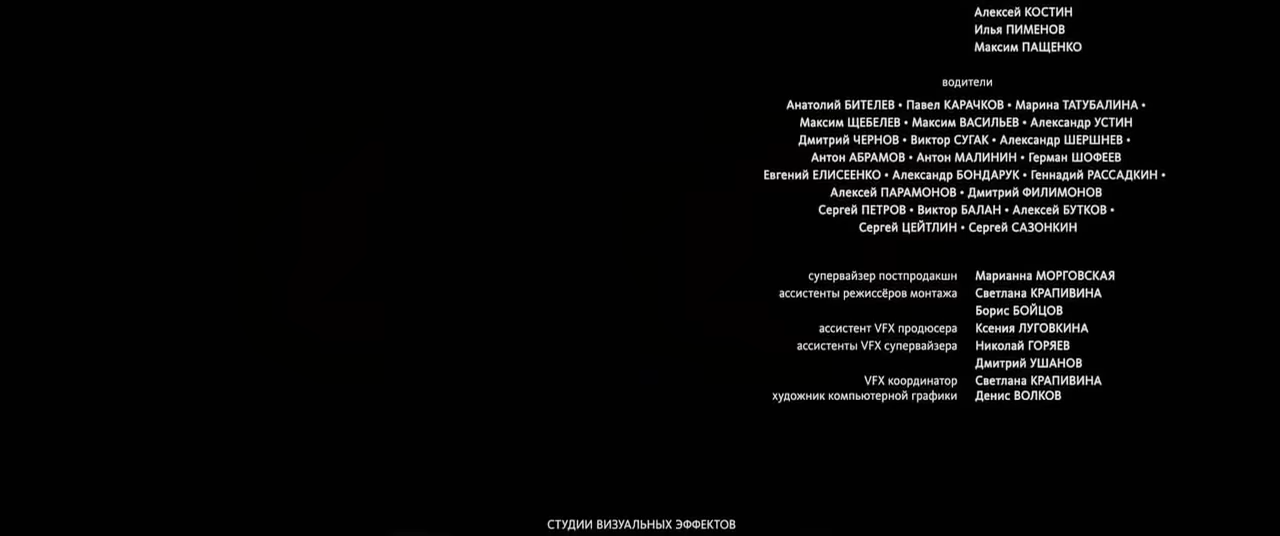 Алексей КОСТИН
Илья ПИМЕНОВ
Максим ПАЩЕНКО
водители
Анатолий БИТЕЛЕВ • Павел КАРАЧКОВ • Марина ТАТУБАЛИНА •
Максим ЩЕБЕЛЕВ • Максим ВАСИЛЬЕВ • Александр УСТИН
Дмитрий ЧЕРНОВ • Виктор СУГАК • Александр ШЕРШНЕВ •
Антон АБРАМОВ • Антон МАЛИНИН • Герман ШОФЕЕВ
Евгений ЕЛИСЕЕНКО • Александр БОНДАРУК • Геннадий РАССАДКИН •
Алексей ПАРАМОНОВ • Дмитрий ФИЛИМОНОВ
Сергей ПЕТРОВ • Виктор БАЛАН • Алексей БУТКОВ •
Сергей ЦЕЙТЛИН • Сергей САЗОНКИН
супервайзер постпродакшн Марианна МОРГОВСКАЯ
ассистенты режиссёров монтажа Светлана КРАПИВИНА
Борис БОЙЦОВ
ассистент VFX продюсера Ксения ЛУГОВКИНА
ассистенты VFX супервайзера Николай ГОРЯЕВ
Дмитрий УШАНОВ
VFX координатор Светлана КРАПИВИНА
художник компьютерной графики Денис ВОЛКОВ
СТУДИИ ВИЗУАЛЬНЫХ ЭФФЕКТОВ